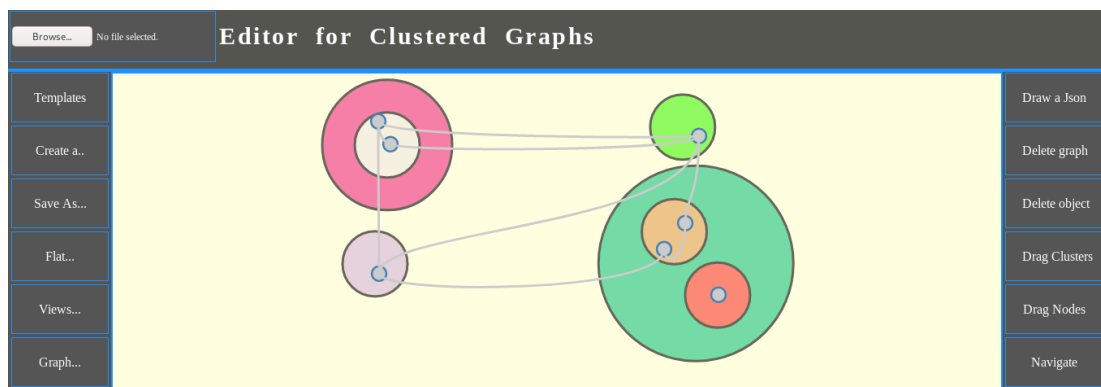 Browse... No file selected.
Editor for Clustered Graphs
Templates
Create a..
Save As...
Flat...
Views...
Graph...
Draw a Json
Delete graph
Delete object
Drag Clusters
Drag Nodes
Navigate